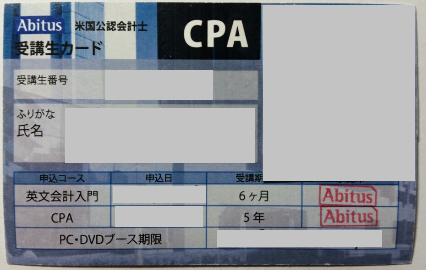 Abitus 米国公認会計士
CPA
受講生カード
受講生番号
ふりがな
氏名
申込コース 申込日 受講期
英文会計入門 6ヶ月 Abitus
CPA 5年 Abitus
PC・DVDブース期限